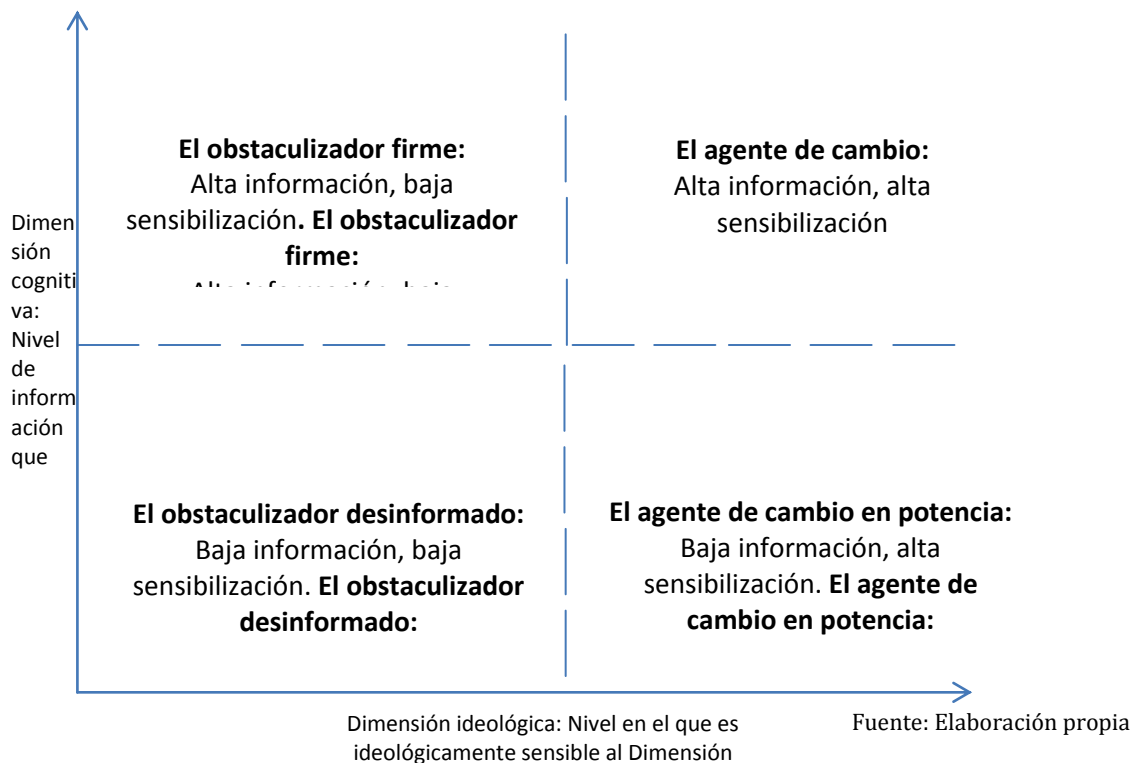 El obstaculizador firme:
Alta información, baja
sensibilización. El obstaculizador
firme:
Alta información, baja
El agente de cambio:
Alta información, alta
sensibilización
Dimen
sión
cogniti
va:
Nivel
de
inform
ación
que
El obstaculizador desinformado:
Baja información, baja
sensibilización. El obstaculizador
desinformado:
El agente de cambio en potencia:
Baja información, alta
sensibilización. El agente de
cambio en potencia:
Dimensión ideológica: Nivel en el que es
ideológicamente sensible al Dimensión
Fuente: Elaboración propia